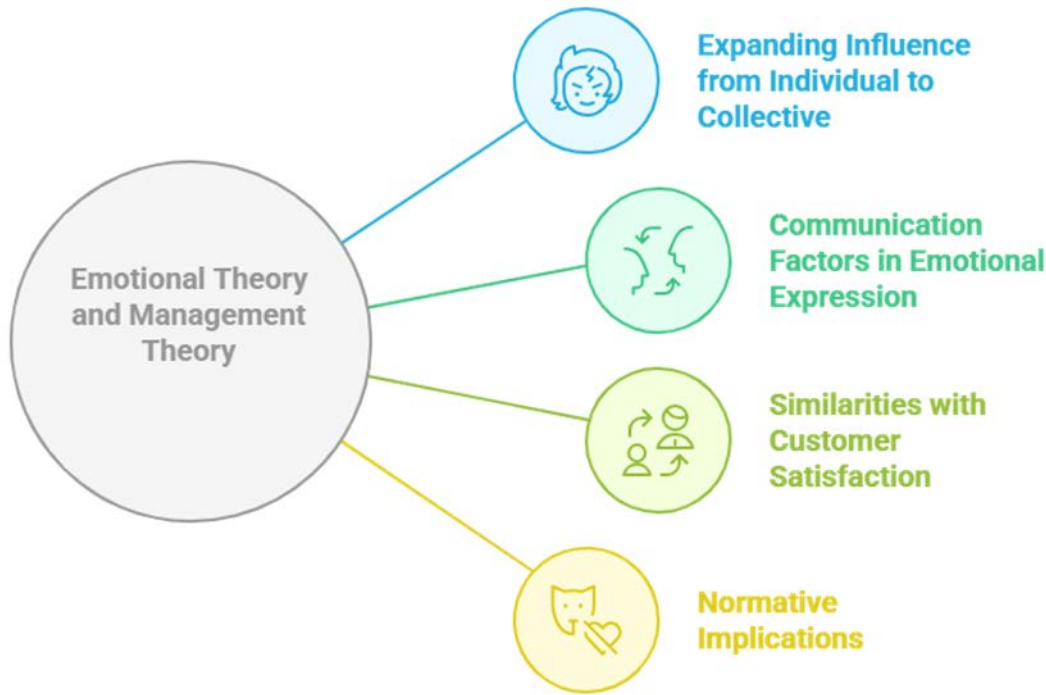 Expanding Influence
from Individual to
Collective
Communication
Factors in Emotional
Expression
Emotional Theory
and Management
Theory
Similarities with
Customer
Satisfaction
Normative
Implications